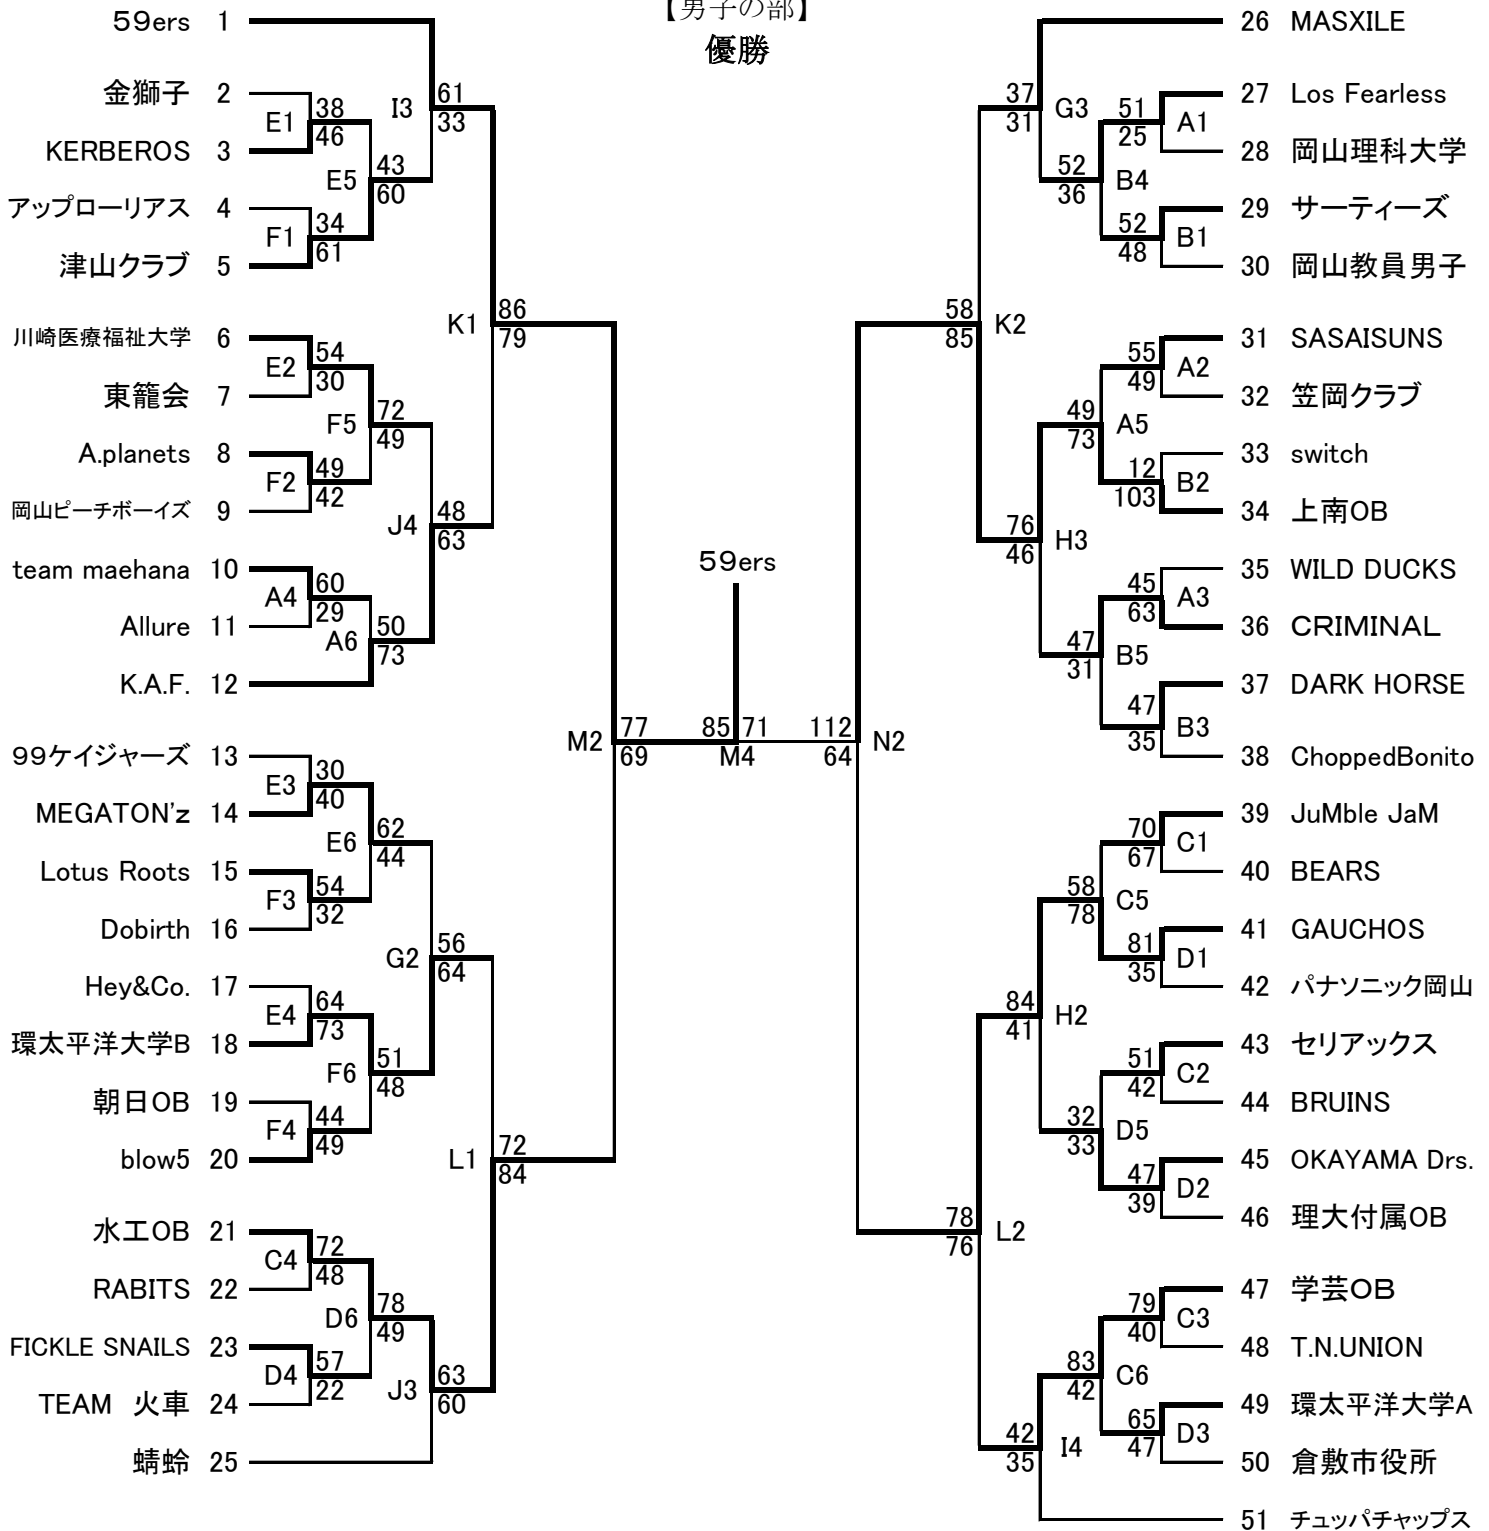 【男子の部】
優勝
59ers 1
金獅子 2
E1 38 46
KERBEROS 3
I3 61 33
E5 43 60
アップローリアス 4
F1 34 61
津山クラブ 5
川崎医療福祉大学 6
E2 54 30
東籠会 7
K1 86 79
F5 72 49
A.planets 8
F2 49 42
岡山ピーチボーイズ 9
J4 48 63
team maehana 10
A4 60 29
Allure 11
A6 50 73
K.A.F. 12
M2 77 69
99ケイジャーズ 13
E3 30 40
MEGATON'z 14
E6 62 44
Lotus Roots 15
F3 54 32
Dobirth 16
G2 56 64
Hey&Co. 17
E4 64 73
環太平洋大学B 18
F6 51 48
朝日OB 19
F4 44 49
blow5 20
L1 72 84
水工OB 21
C4 72 48
RABITS 22
D6 78 49
FICKLE SNAILS 23
D4 57 22
TEAM 火車 24
J3 63 60
蜻蛉 25
59ers
85 71
M4
26 MASXILE
37 31 G3
27 Los Fearless
51 25 A1
28 岡山理科大学
52 36 B4
29 サーティーズ
52 48 B1
30 岡山教員男子
58 85 K2
31 SASAISUNS
55 49 A2
32 笠岡クラブ
49 73 A5
33 switch
12 103 B2
34 上南OB
76 46 H3
35 WILD DUCKS
45 63 A3
36 CRIMINAL
47 31 B5
37 DARK HORSE
47 35 B3
38 ChoppedBonito
112 64 N2
39 JuMble JaM
70 67 C1
40 BEARS
58 78 C5
41 GAUCHOS
81 35 D1
42 パナソニック岡山
84 41 H2
43 セリアックス
51 42 C2
44 BRUINS
32 33 D5
45 OKAYAMA Drs.
47 39 D2
46 理大付属OB
78 76 L2
47 学芸OB
79 40 C3
48 T.N.UNION
83 42 C6
49 環太平洋大学A
65 47 D3
50 倉敷市役所
42 35 I4
51 チュッパチャップス